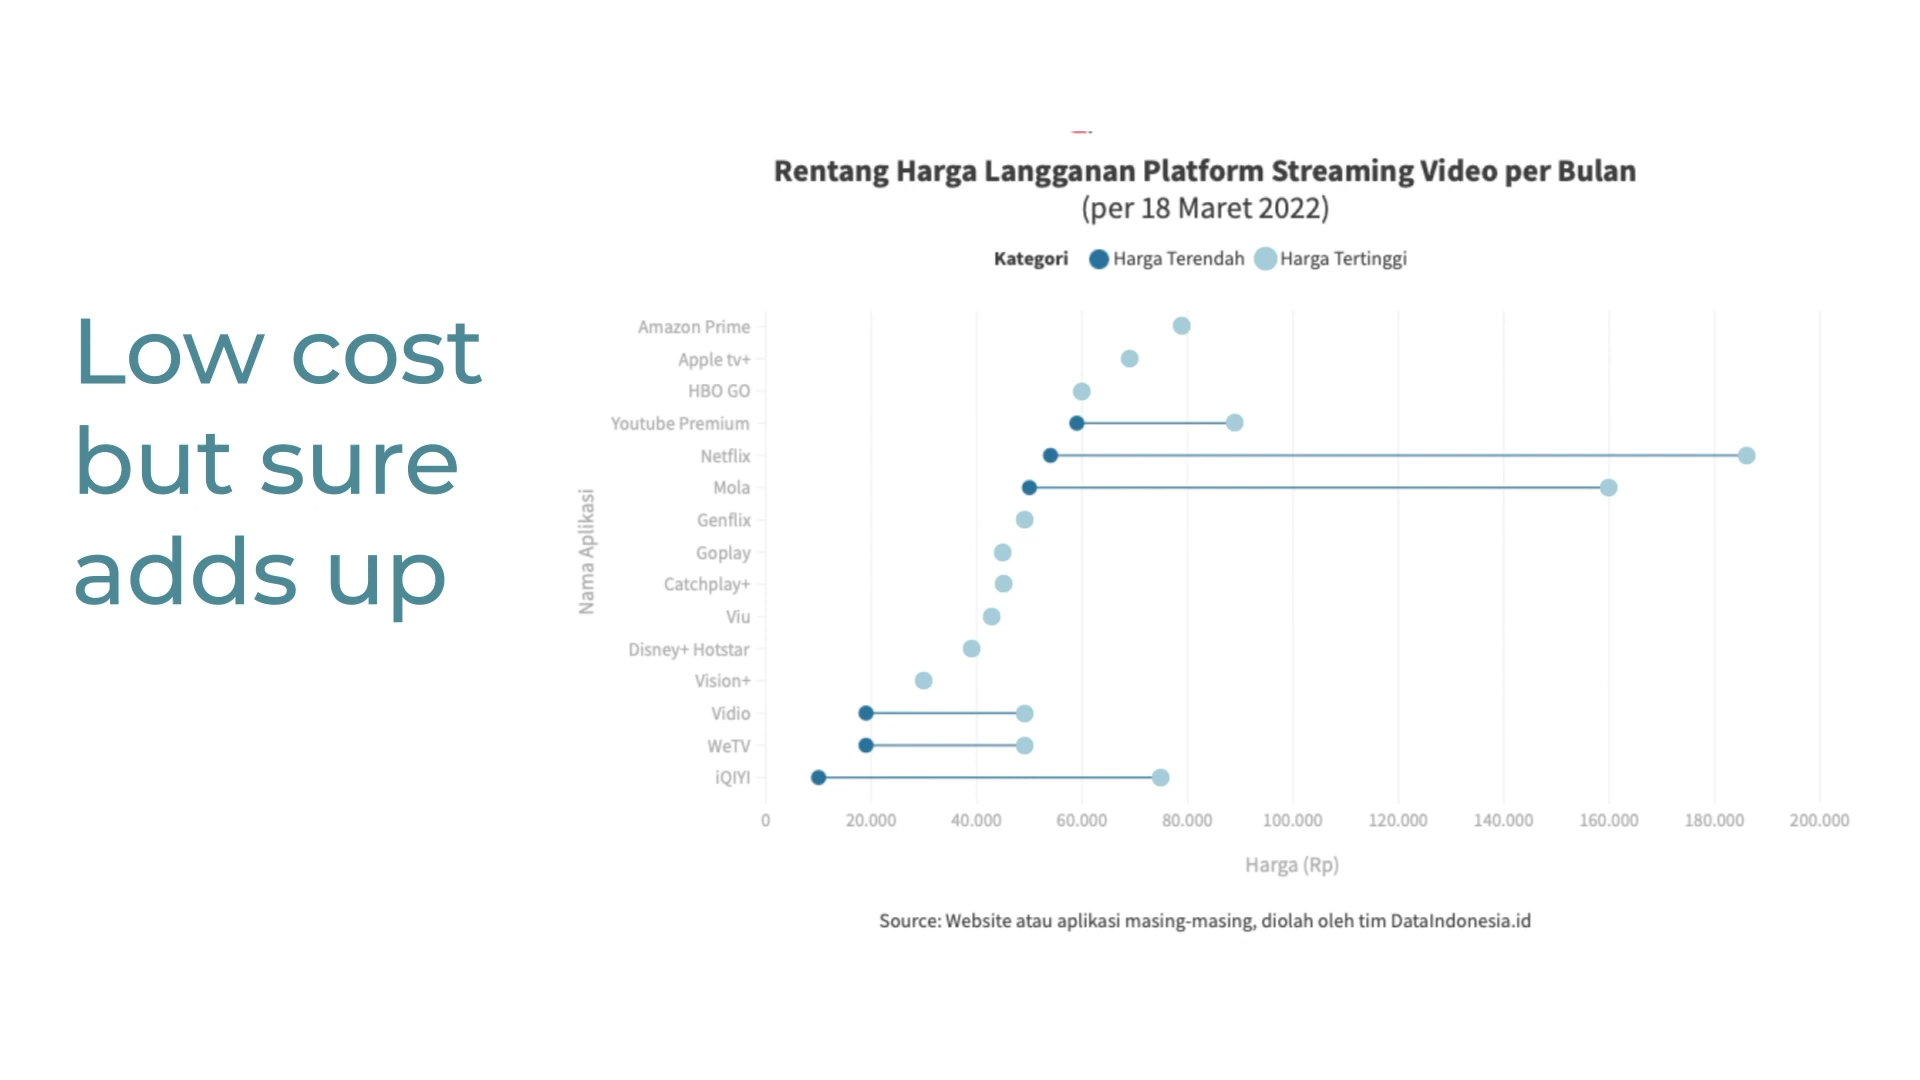 Low cost
but sure
adds up
Rentang Harga Langganan Platform Streaming Video per Bulan
(per 18 Maret 2022)
Kategori Harga Terendah Harga Tertinggi
Nama Aplikasi
Amazon Prime
Apple tv+
HBO GO
Youtube Premium
Netflix
Mola
Genflix
Goplay
Catchplay+
Viu
Disney+ Hotstar
Vision+
Vidio
WeTV
iQIYI
0 20.000 40.000 60.000 80.000 100.000 120.000 140.000 160.000 180.000 200.000
Harga (Rp)
Source: Website atau aplikasi masing-masing, diolah oleh tim DataIndonesia.id